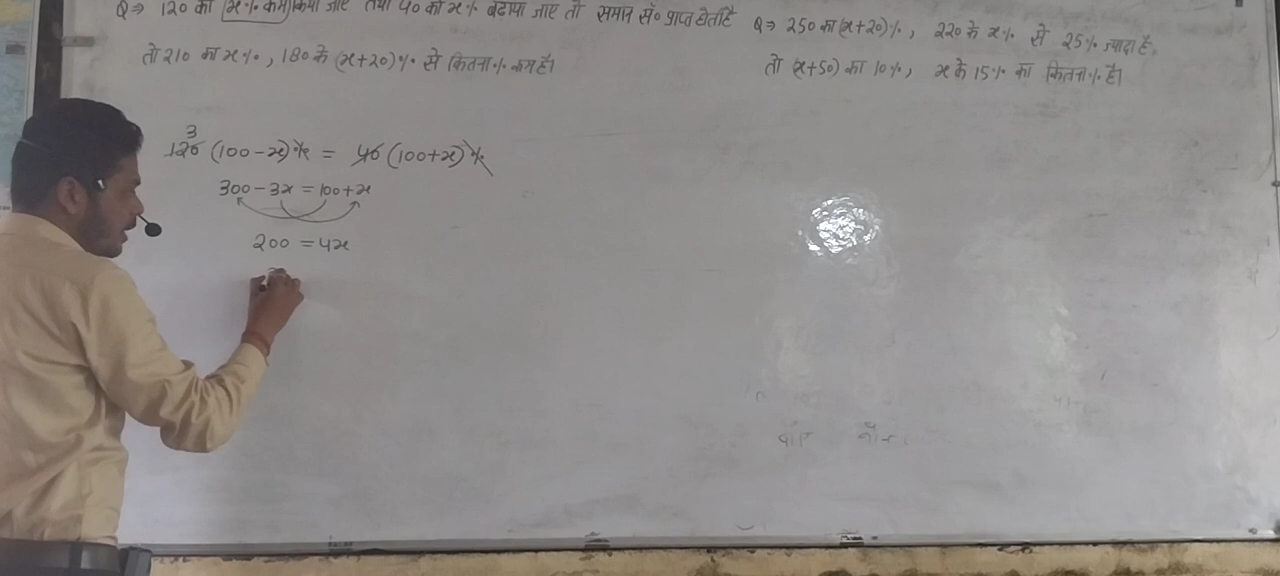 Q⇒ 120 को x% कम किया जाए तथा 40 को x% बढ़ाया जाए तो समान सं० प्राप्त होती है
तो 210 का x%, 180 के (x+20)% से कितना% कम है।
Q⇒ 250 का (x+20)%, 220 के x% से 25% ज्यादा है,
तो (x+50) का 10%, x के 15% का कितना% है।
3
120 (100-x)% = 40 (100+x)%
300-3x = 100+x
200 = 4x